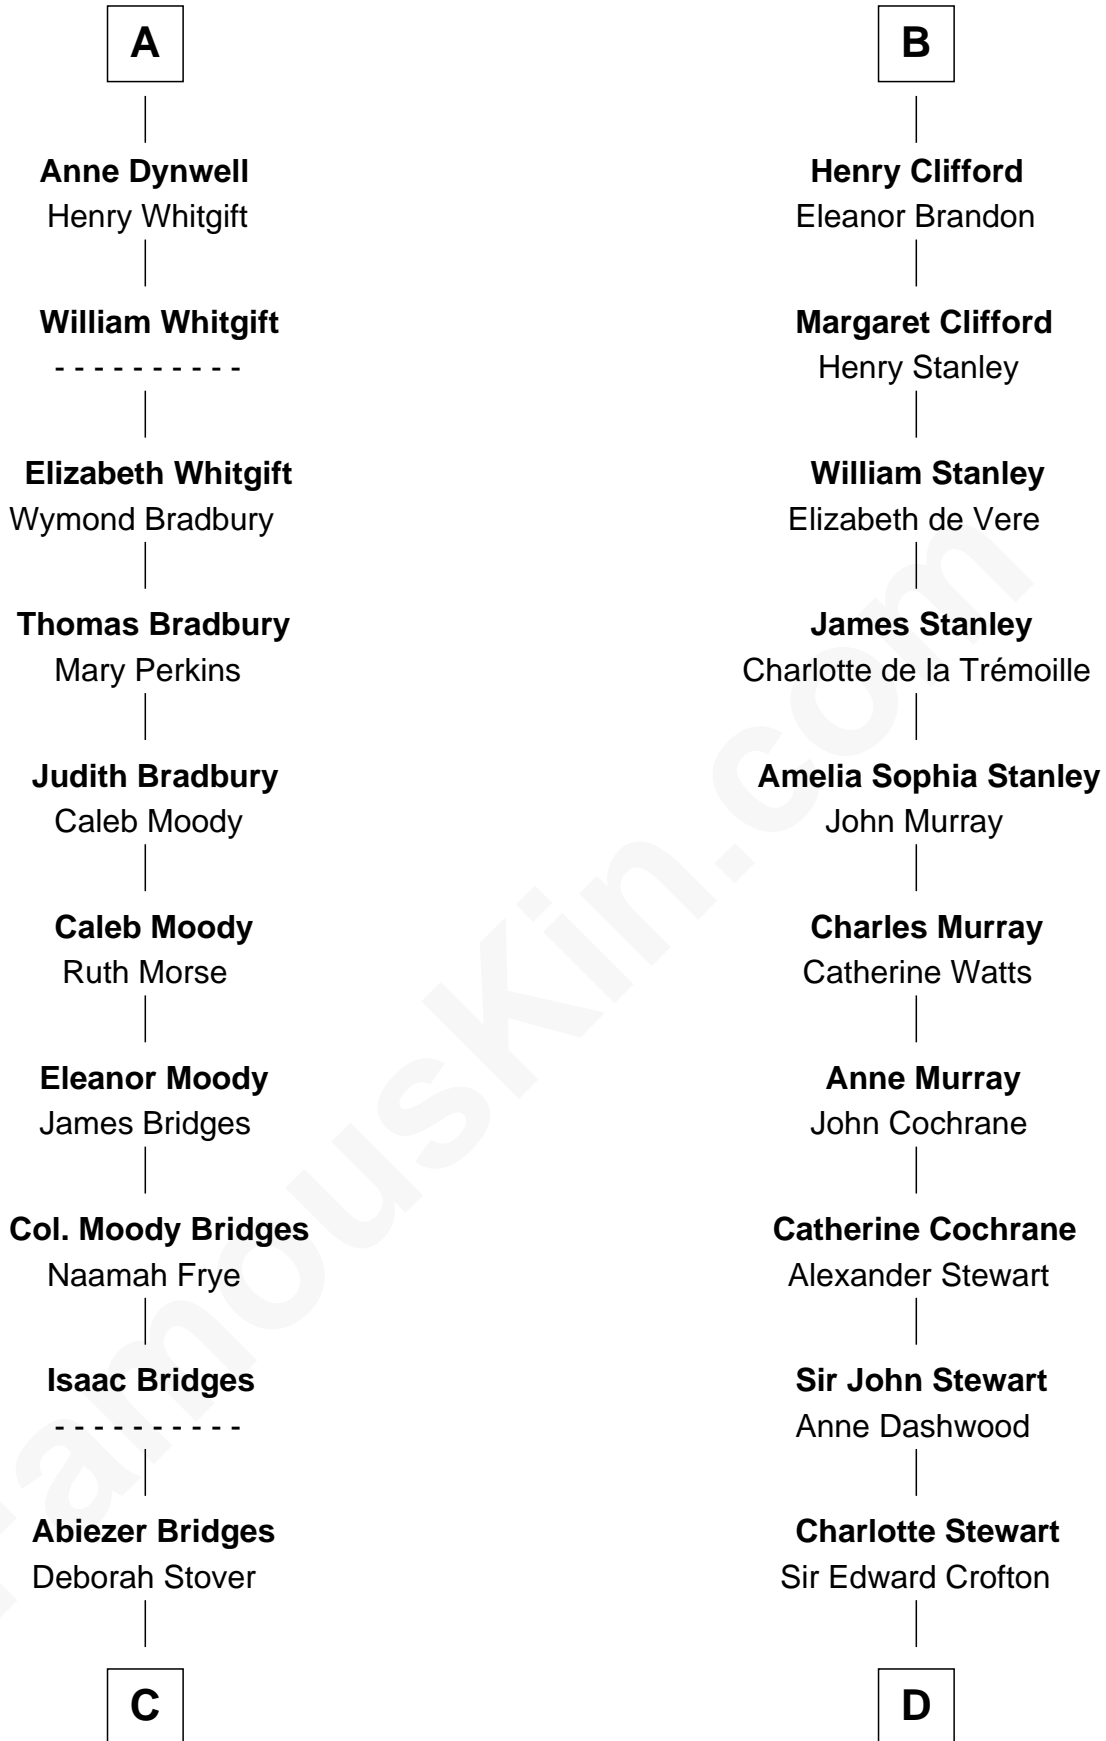 A
Anne Dynwell
Henry Whitgift
William Whitgift
- - - - - - - - - -
Elizabeth Whitgift
Wymond Bradbury
Thomas Bradbury
Mary Perkins
Judith Bradbury
Caleb Moody
Caleb Moody
Ruth Morse
Eleanor Moody
James Bridges
Col. Moody Bridges
Naamah Frye
Isaac Bridges
- - - - - - - - - -
Abiezer Bridges
Deborah Stover
C
B
Henry Clifford
Eleanor Brandon
Margaret Clifford
Henry Stanley
William Stanley
Elizabeth de Vere
James Stanley
Charlotte de la Trémoille
Amelia Sophia Stanley
John Murray
Charles Murray
Catherine Watts
Anne Murray
John Cochrane
Catherine Cochrane
Alexander Stewart
Sir John Stewart
Anne Dashwood
Charlotte Stewart
Sir Edward Crofton
D
FamousKin.com